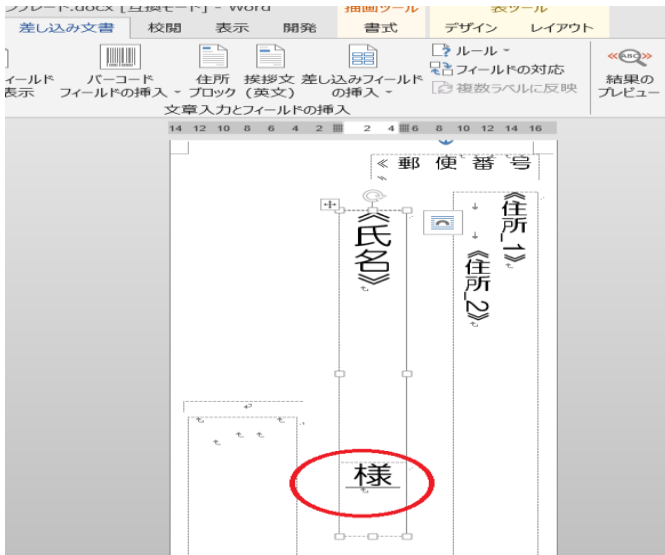 プレート.docx [互換モード] - Word
描画ツール
表ツール
差し込み文書 校閲 表示 開発 書式 デザイン レイアウト
ィールド
表示
バーコード
フィールドの挿入
住所
ブロック
挨拶文
(英文)
差し込みフィールド
の挿入
ルール
フィールドの対応
複数ラベルに反映
ABC
結果の
プレビュー
文章入力とフィールドの挿入
14 12 10 8 6 4 2 2 4 6 8 10 12 14 16
《郵便番号
《住所_1》
《住所_2》
《氏名》
様